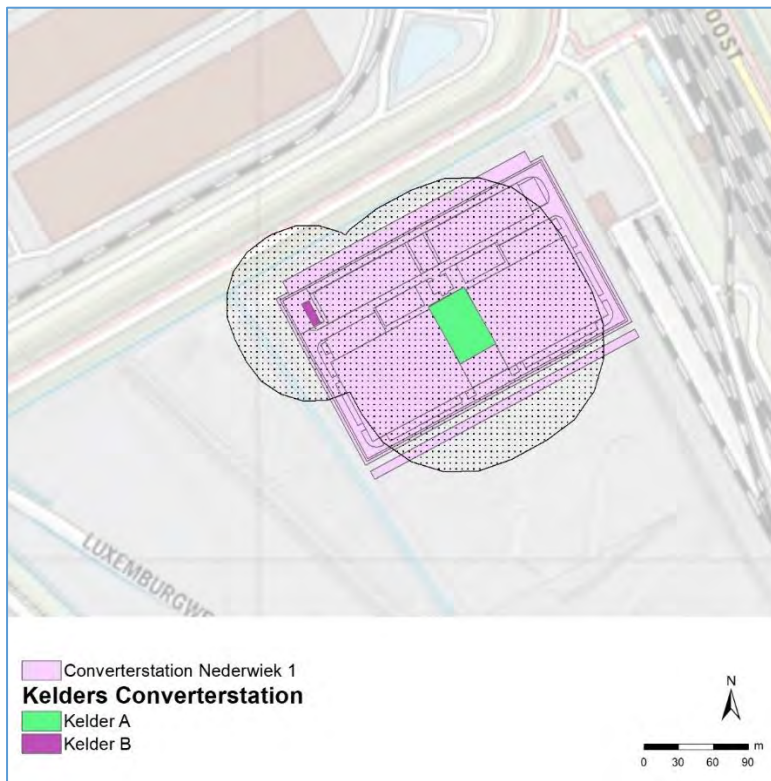 OOST
LUXEMBURGWE
Converterstation Nederwiek 1
Kelders Converterstation
Kelder A
Kelder B
N
m
0 30 60 90